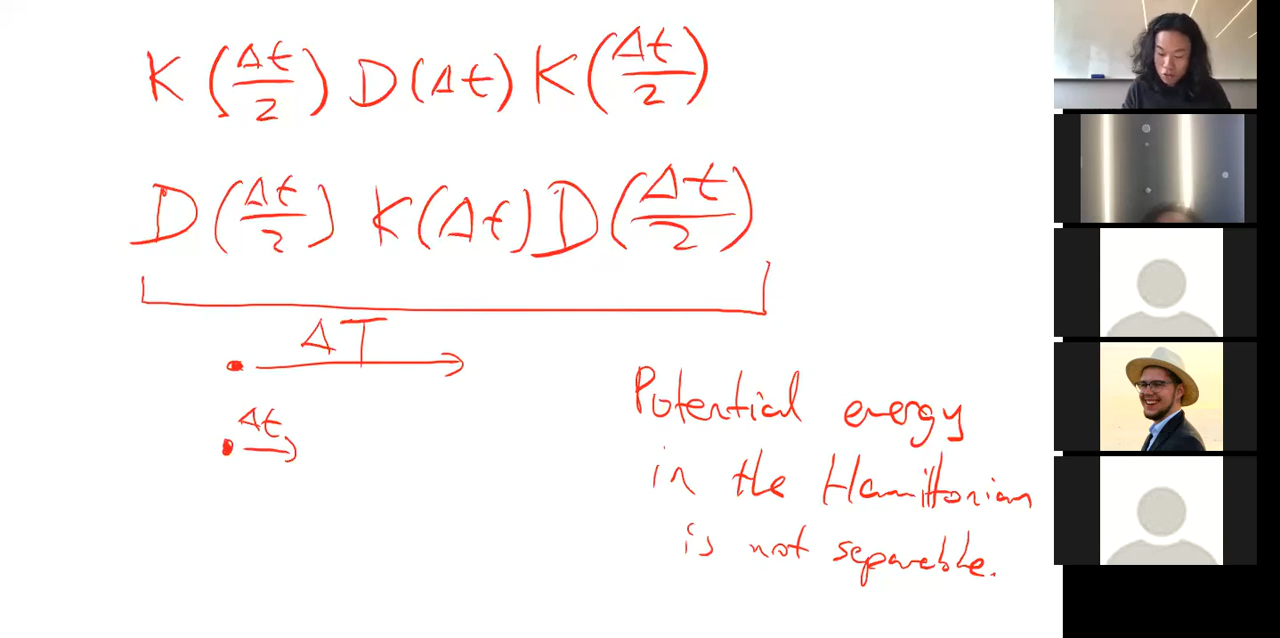 K (Δt/2) D (Δt) K (Δt/2)
D (Δt/2) K (Δt) D (Δt/2)
ΔT
Δt
Potential energy
in the Hamiltonian
is not separable.